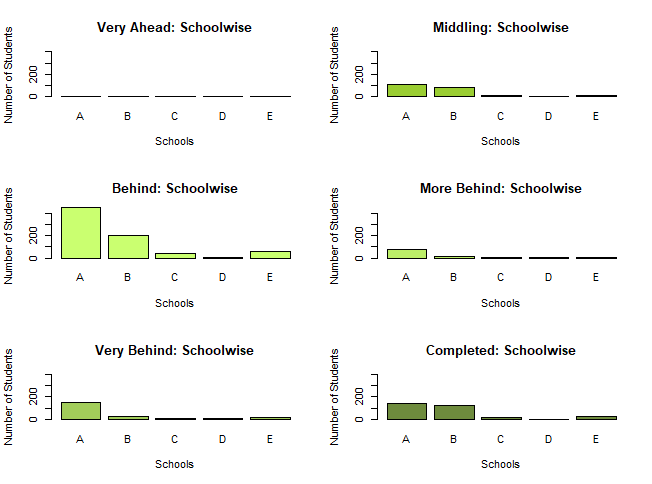 Very Ahead: Schoolwise
Number of Students
200
0
A B C D E
Schools
Middling: Schoolwise
Number of Students
200
0
A B C D E
Schools
Behind: Schoolwise
Number of Students
200
0
A B C D E
Schools
More Behind: Schoolwise
Number of Students
200
0
A B C D E
Schools
Very Behind: Schoolwise
Number of Students
200
0
A B C D E
Schools
Completed: Schoolwise
Number of Students
200
0
A B C D E
Schools